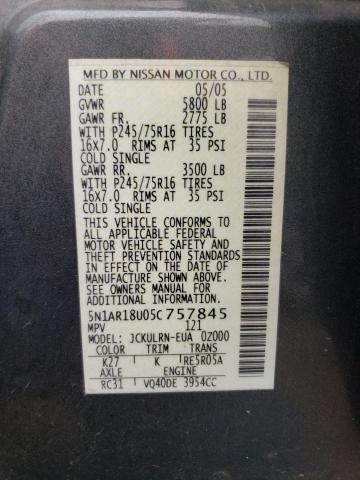 MFD BY NISSAN MOTOR CO., LTD.
DATE 05/05
GVWR 5800 LB
GAWR FR. 2775 LB
WITH P245/75R16 TIRES
16X7.0 RIMS AT 35 PSI
COLD SINGLE
GAWR RR. 3500 LB
WITH P245/75R16 TIRES
16X7.0 RIMS AT 35 PSI
COLD SINGLE
THIS VEHICLE CONFORMS TO
ALL APPLICABLE FEDERAL
MOTOR VEHICLE SAFETY AND
THEFT PREVENTION STANDARDS
IN EFFECT ON THE DATE OF
MANUFACTURE SHOWN ABOVE.
SEE OWNERS MANUAL FOR
ADDITIONAL INFORMATION
5N1AR18U05C757845
MPV 121
MODEL: JCKULRN-EUA 0Z000
COLOR TRIM TRANS
K27 K RE5R05A
AXLE ENGINE
RC31 VQ40DE 3954CC